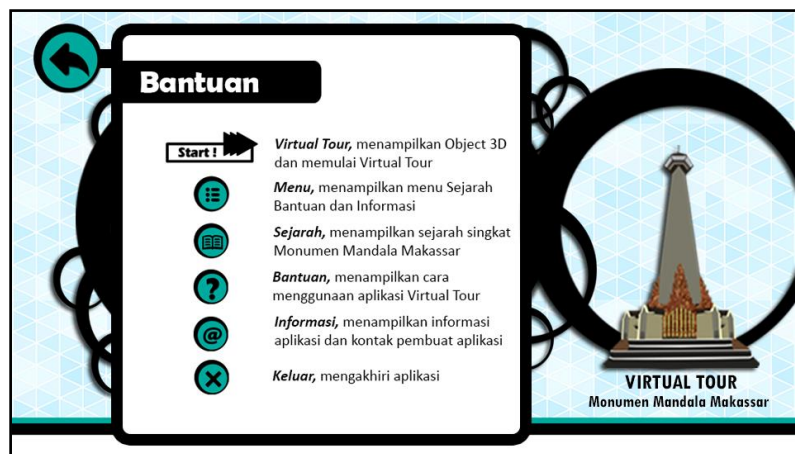 Bantuan
Start !
Virtual Tour, menampilkan Object 3D
dan memulai Virtual Tour
Menu, menampilkan menu Sejarah
Bantuan dan Informasi
Sejarah, menampilkan sejarah singkat
Monumen Mandala Makassar
?
Bantuan, menampilkan cara
menggunaan aplikasi Virtual Tour
@
Informasi, menampilkan informasi
aplikasi dan kontak pembuat aplikasi
Keluar, mengakhiri aplikasi
VIRTUAL TOUR
Monumen Mandala Makassar